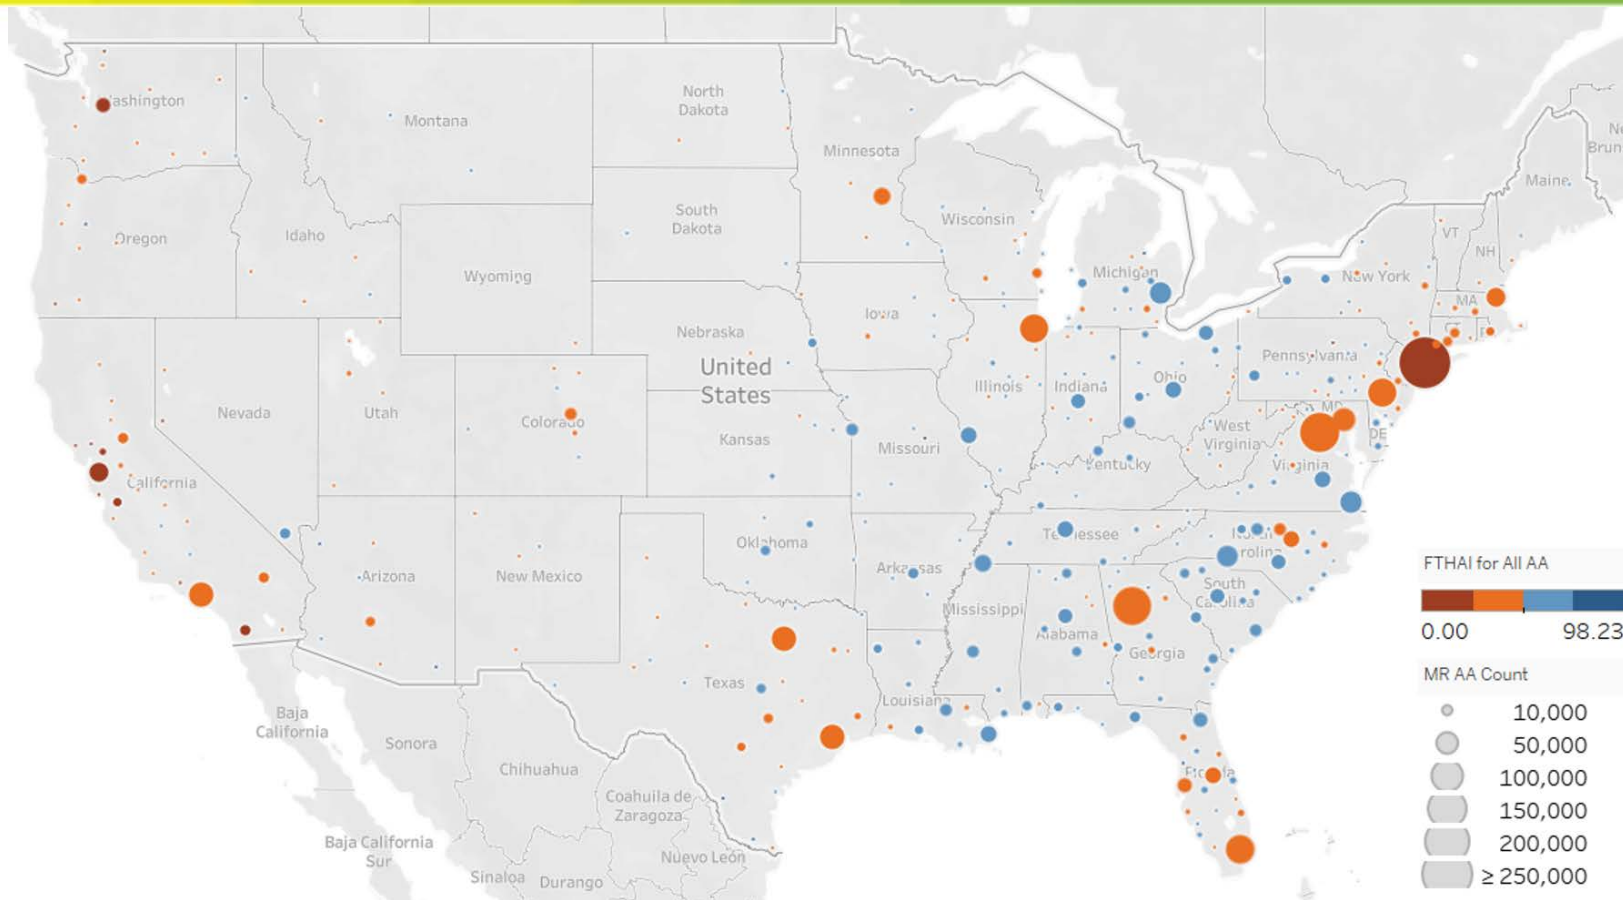 Washington
Montana
North
Dakota
Minnesota
Maine
Oregon
Idaho
South
Dakota
Wisconsin
VT
NH
Wyoming
Michigan
New York
MA
Iowa
Nebraska
United
States
Pennsylvania
Nevada
Utah
Colorado
Kansas
Missouri
Illinois
Indiana
Ohio
MD
West
Virginia
DE
California
Kentucky
Virginia
Arizona
New Mexico
Oklahoma
Arkansas
Tennessee
South
Carolina
Mississippi
Alabama
Georgia
Texas
Louisiana
Florida
Baja
California
Sonora
Chihuahua
Coahuila de
Zaragoza
Baja California
Sur
Sinaloa
Durango
Nuevo León
FTHAI for All AA
0.00 98.23
MR AA Count
10,000
50,000
100,000
150,000
200,000
≥ 250,000